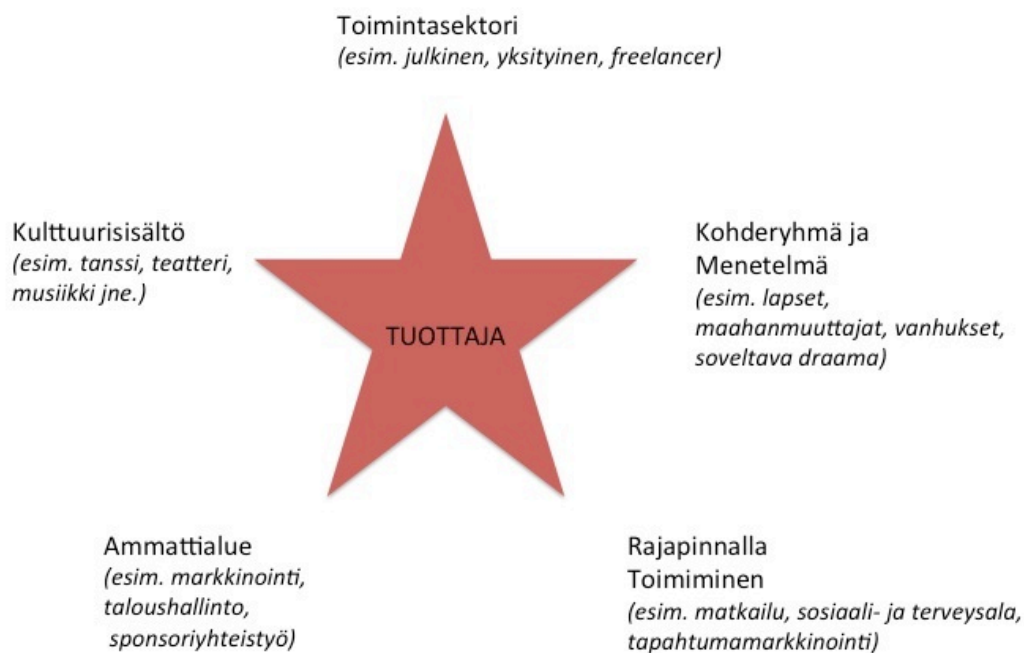 Toimintasektori
(esim. julkinen, yksityinen, freelancer)
Kulttuurisisältö
(esim. tanssi, teatteri,
musiikki jne.)
Kohderyhmä ja
Menetelmä
(esim. lapset,
maahanmuuttajat, vanhukset,
soveltava draama)
TUOTTAJA
Ammattialue
(esim. markkinointi,
taloushallinto,
sponsoriyhteistyö)
Rajapinnalla
Toimiminen
(esim. matkailu, sosiaali- ja terveysala,
tapahtumamarkkinointi)